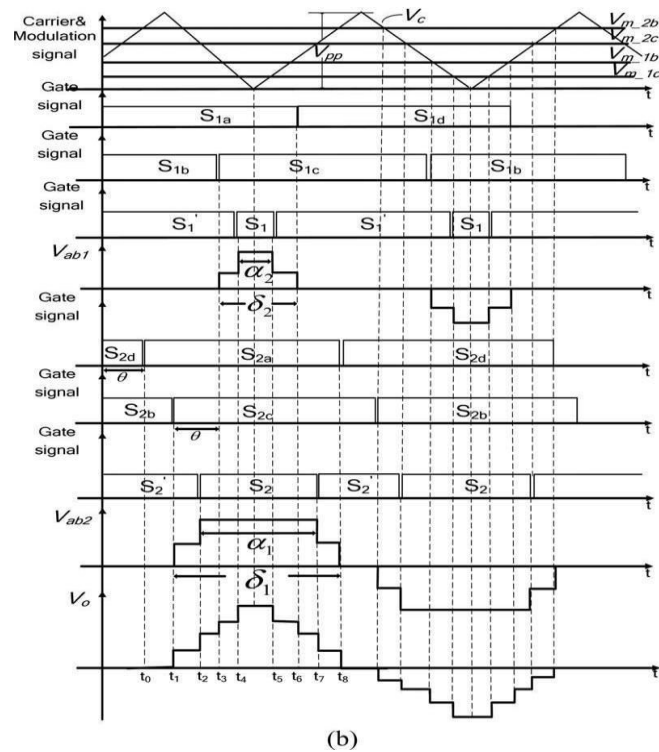 Carrier& Modulation signal
V_c
V_pp
V_m_2b
V_m_2c
V_m_1b
V_m_1c
t
Gate signal
S_1a S_1d
t
Gate signal
S_1b S_1c S_1b
t
Gate signal
S_1' S_1 S_1' S_1
t
V_ab1
α_2
δ_2
t
Gate signal
S_2d S_2a S_2d
t
θ
Gate signal
S_2b S_2c S_2b
t
θ
Gate signal
S_2' S_2 S_2' S_2
t
V_ab2
α_1
t
δ_1
V_o
t_0 t_1 t_2 t_3 t_4 t_5 t_6 t_7 t_8
t
(b)